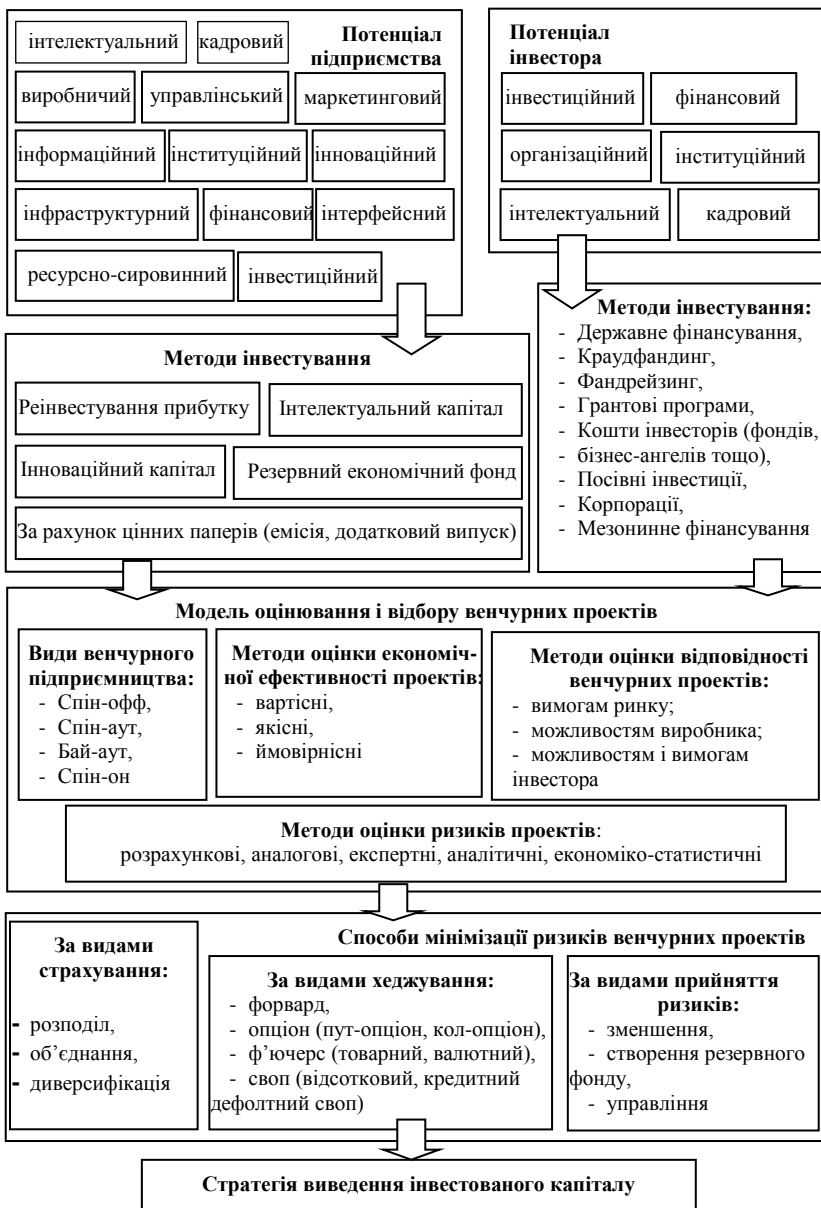 Потенціал
підприємства
інтелектуальний
кадровий
виробничий
управлінський
маркетинговий
інформаційний
інституційний
інноваційний
інфраструктурний
фінансовий
інтерфейсний
ресурсно-сировинний
інвестиційний
Потенціал
інвестора
інвестиційний
фінансовий
організаційний
інституційний
інтелектуальний
кадровий
Методи інвестування
Реінвестування прибутку
Інтелектуальний капітал
Інноваційний капітал
Резервний економічний фонд
За рахунок цінних паперів (емісія, додатковий випуск)
Методи інвестування:
- Державне фінансування,
- Краудфандинг,
- Фандрейзинг,
- Грантові програми,
- Кошти інвесторів (фондів,
- бізнес-ангелів тощо),
- Посівні інвестиції,
- Корпорації,
- Мезонинне фінансування
Модель оцінювання і відбору венчурних проектів
Види венчурного
підприємництва:
- Спін-офф,
- Спін-аут,
- Бай-аут,
- Спін-он
Методи оцінки економіч-
ної ефективності проектів:
- вартісні,
- якісні,
- ймовірнісні
Методи оцінки відповідності
венчурних проектів:
- вимогам ринку;
- можливостям виробника;
- можливостям і вимогам
інвестора
Методи оцінки ризиків проектів:
розрахункові, аналогові, експертні, аналітичні, економіко-статистичні
Способи мінімізації ризиків венчурних проектів
За видами
страхування:
- розподіл,
- об’єднання,
- диверсифікація
За видами хеджування:
- форвард,
- опціон (пут-опціон, кол-опціон),
- ф’ючерс (товарний, валютний),
- своп (відсотковий, кредитний
дефолтний своп)
За видами прийняття
ризиків:
- зменшення,
- створення резервного
фонду,
- управління
Стратегія виведення інвестованого капіталу